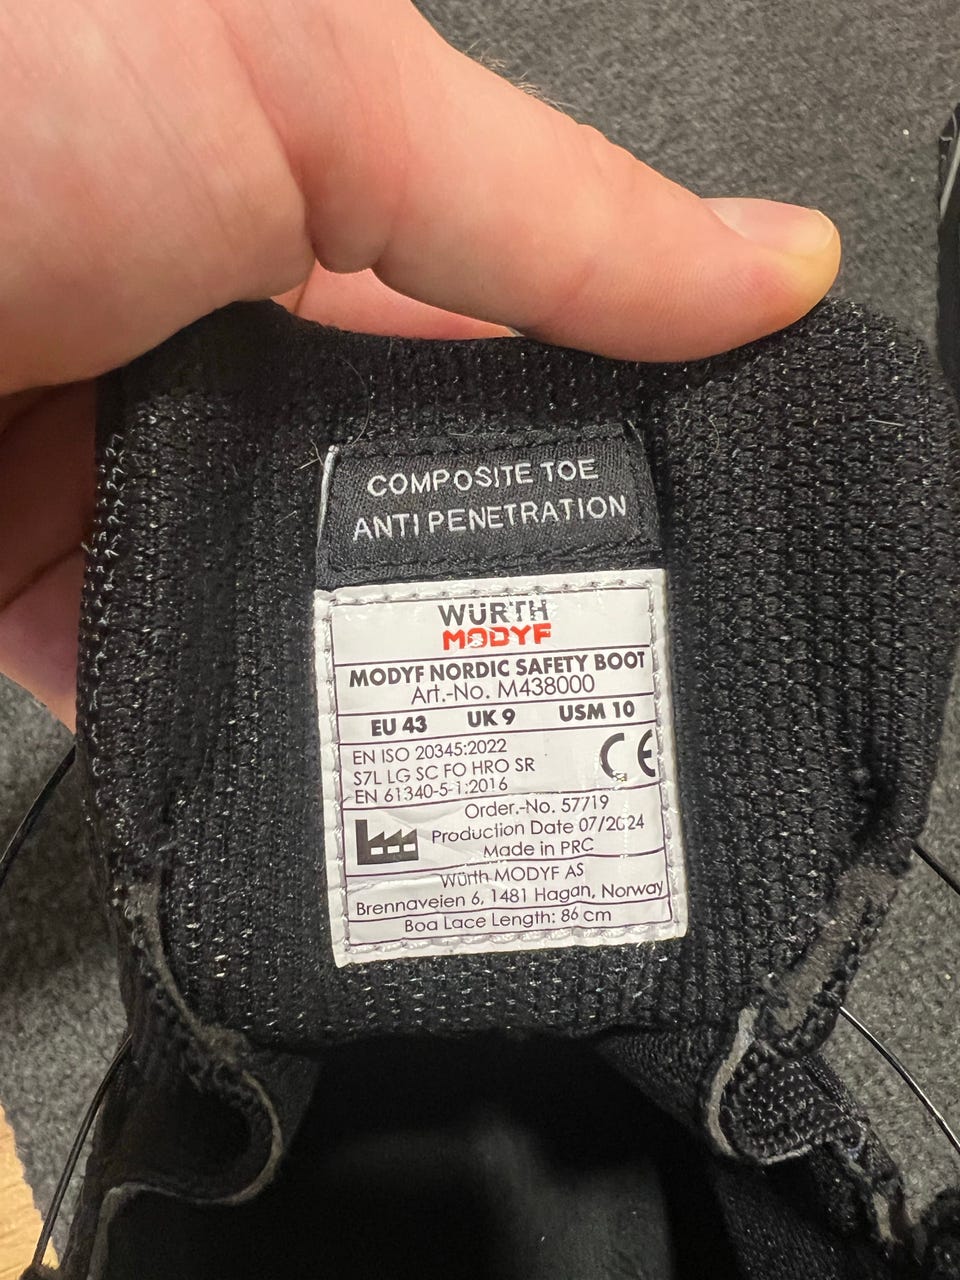 COMPOSITE TOE
ANTI PENETRATION
WÜRTH
MODYF
MODYF NORDIC SAFETY BOOT
Art.-No. M438000
EU 43 UK 9 USM 10
EN ISO 20345:2022
S7L LG SC FO HRO SR
EN 61340-5-1:2016
CE
Order.-No. 57719
Production Date 07/2024
Made in PRC
Würth MODYF AS
Brennaveien 6, 1481 Hagan, Norway
Boa Lace Length: 86 cm